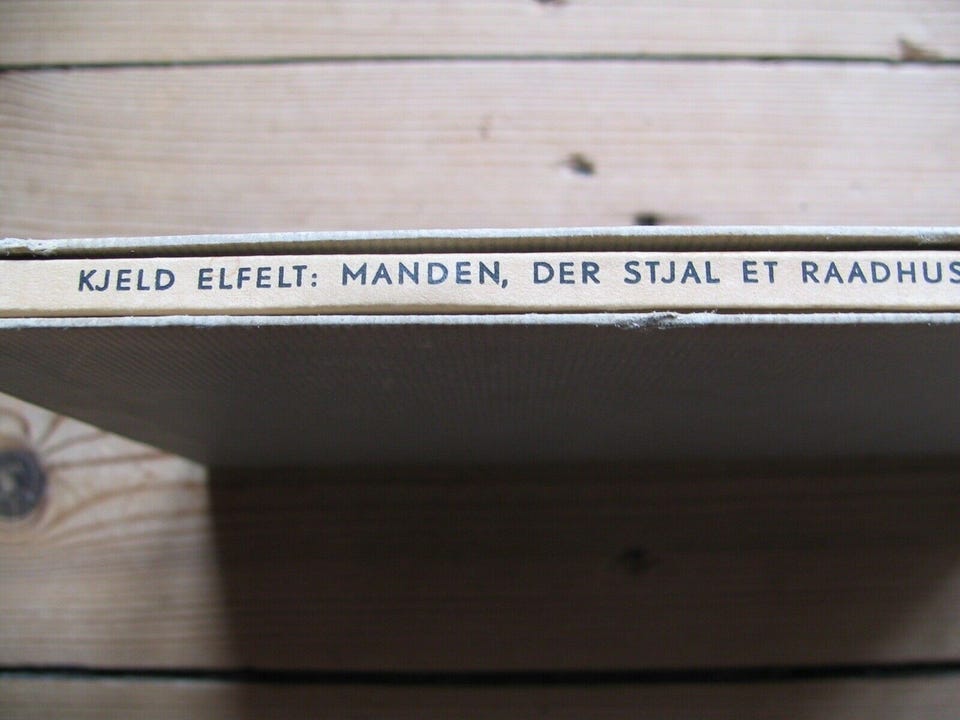 KJELD ELFELT: MANDEN, DER STJAL ET RAADHUS